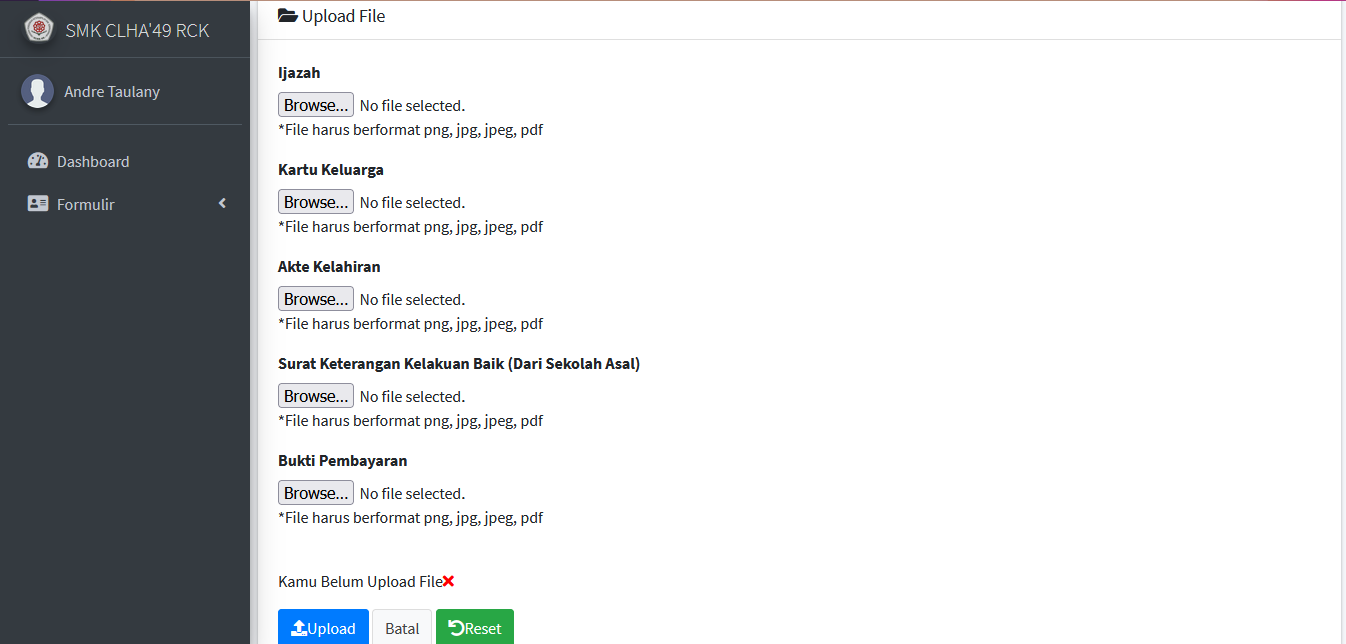 SMK CLHA'49 RCK
Andre Taulany
Dashboard
Formulir
Upload File
Ijazah
Browse... No file selected.
*File harus berformat png, jpg, jpeg, pdf
Kartu Keluarga
Browse... No file selected.
*File harus berformat png, jpg, jpeg, pdf
Akte Kelahiran
Browse... No file selected.
*File harus berformat png, jpg, jpeg, pdf
Surat Keterangan Kelakuan Baik (Dari Sekolah Asal)
Browse... No file selected.
*File harus berformat png, jpg, jpeg, pdf
Bukti Pembayaran
Browse... No file selected.
*File harus berformat png, jpg, jpeg, pdf
Kamu Belum Upload File
Upload Batal Reset